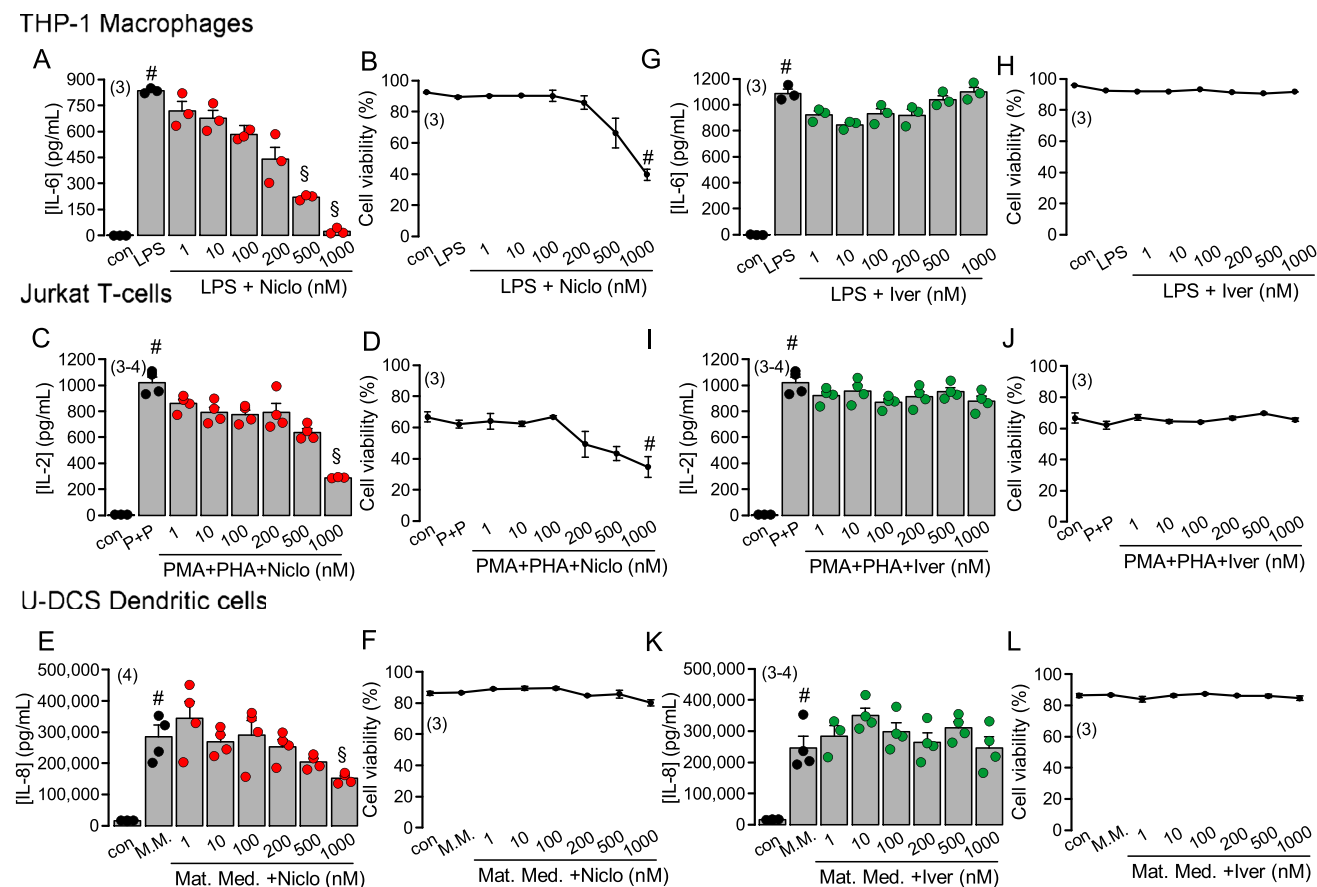 THP-1 Macrophages
A
900
750
600
450
300
150
0
[IL-6] (pg/mL)
(3)
#
§
§
con LPS 1 10 100 200 500 1000
LPS + Niclo (nM)
B
100
80
60
40
20
0
Cell viability (%)
(3)
#
con LPS 1 10 100 200 500 1000
LPS + Niclo (nM)
G
1200
1000
800
600
400
200
0
[IL-6] (pg/mL)
(3)
#
con LPS 1 10 100 200 500 1000
LPS + Iver (nM)
H
100
80
60
40
20
0
Cell viability (%)
(3)
con LPS 1 10 100 200 500 1000
LPS + Iver (nM)
Jurkat T-cells
C
1200
1000
800
600
400
200
0
[IL-2] (pg/mL)
(3-4)
#
§
con P+P 1 10 100 200 500 1000
PMA+PHA+Niclo (nM)
D
100
80
60
40
20
0
Cell viability (%)
(3)
#
con P+P 1 10 100 200 500 1000
PMA+PHA+Niclo (nM)
I
1200
1000
800
600
400
200
0
[IL-2] (pg/mL)
(3-4)
#
con P+P 1 10 100 200 500 1000
PMA+PHA+Iver (nM)
J
100
80
60
40
20
0
Cell viability (%)
(3)
con P+P 1 10 100 200 500 1000
PMA+PHA+Iver (nM)
U-DCS Dendritic cells
E
500,000
400,000
300,000
200,000
100,000
0
[IL-8] (pg/mL)
(4)
#
§
con M.M. 1 10 100 200 500 1000
Mat. Med. +Niclo (nM)
F
100
80
60
40
20
0
Cell viability (%)
(3)
con M.M. 1 10 100 200 500 1000
Mat. Med. +Niclo (nM)
K
500,000
400,000
300,000
200,000
100,000
0
[IL-8] (pg/mL)
(3-4)
#
con M.M. 1 10 100 200 500 1000
Mat. Med. +Iver (nM)
L
100
80
60
40
20
0
Cell viability (%)
(3)
con M.M. 1 10 100 200 500 1000
Mat. Med. +Iver (nM)